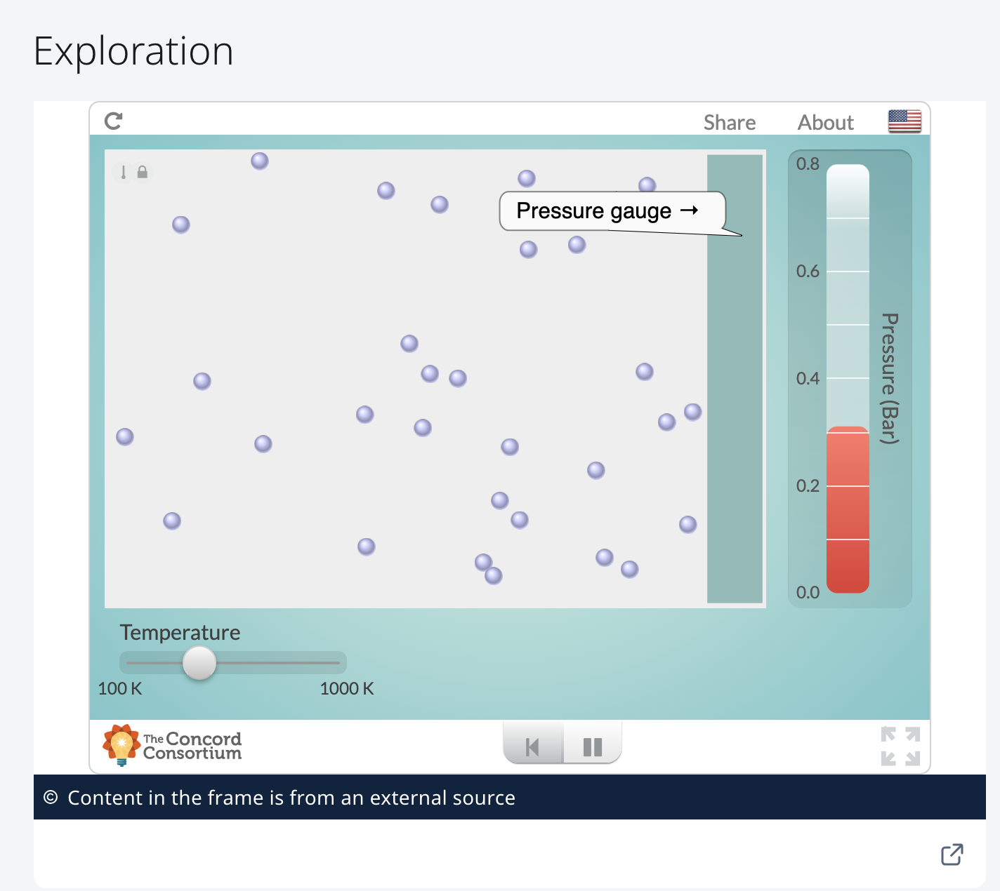 Exploration
Share
About
Pressure gauge →
0.8
0.6
0.4
0.2
0.0
Pressure (Bar)
Temperature
100 K
1000 K
The Concord
Consortium
© Content in the frame is from an external source